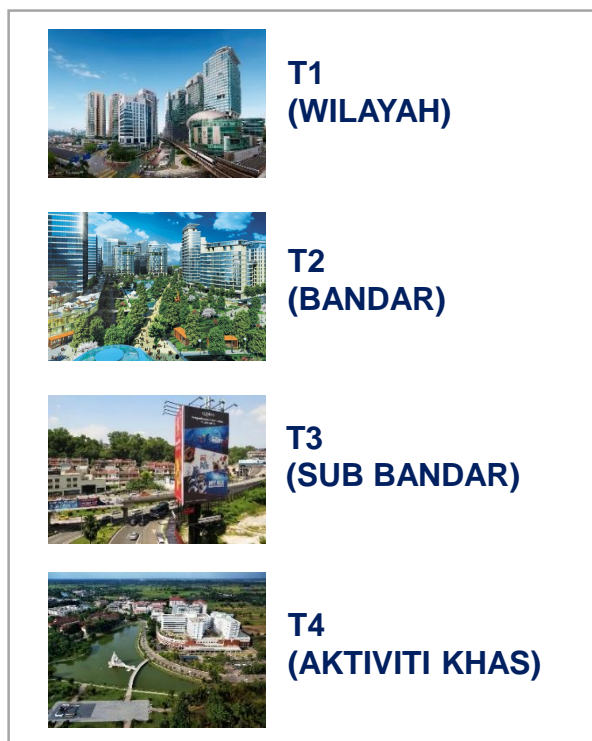 T1
(WILAYAH)
T2
(BANDAR)
T3
(SUB BANDAR)
T4
(AKTIVITI KHAS)